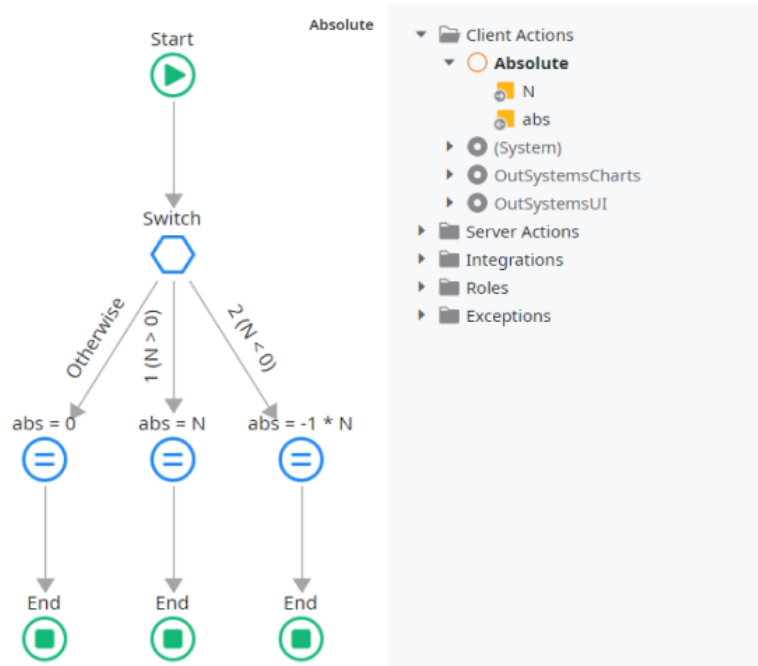 Absolute
Start
Switch
Otherwise
1 (N > 0)
2 (N < 0)
abs = 0
abs = N
abs = -1 * N
End
End
End
Client Actions
Absolute
N
abs
(System)
OutSystemsCharts
OutSystemsUI
Server Actions
Integrations
Roles
Exceptions